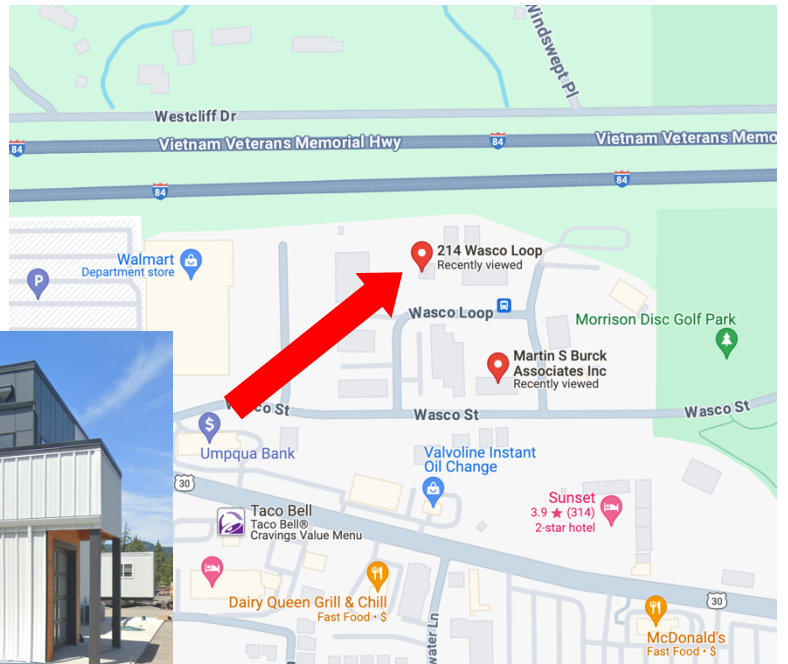 Windswept Pl
Westcliff Dr
84
Vietnam Veterans Memorial Hwy
84
Vietnam Veterans Memo
84
84
Walmart
Department store
P
214 Wasco Loop
Recently viewed
Wasco Loop
Morrison Disc Golf Park
Martin S Burck
Associates Inc
Recently viewed
Wasco St
Wasco St
Wasco St
$
Umpqua Bank
Valvoline Instant
Oil Change
30
Sunset
3.9 ★ (314)
2-star hotel
Taco Bell
Taco Bell®
Cravings Value Menu
Dairy Queen Grill & Chill
Fast Food · $
water Ln
30
McDonald's
Fast Food · $